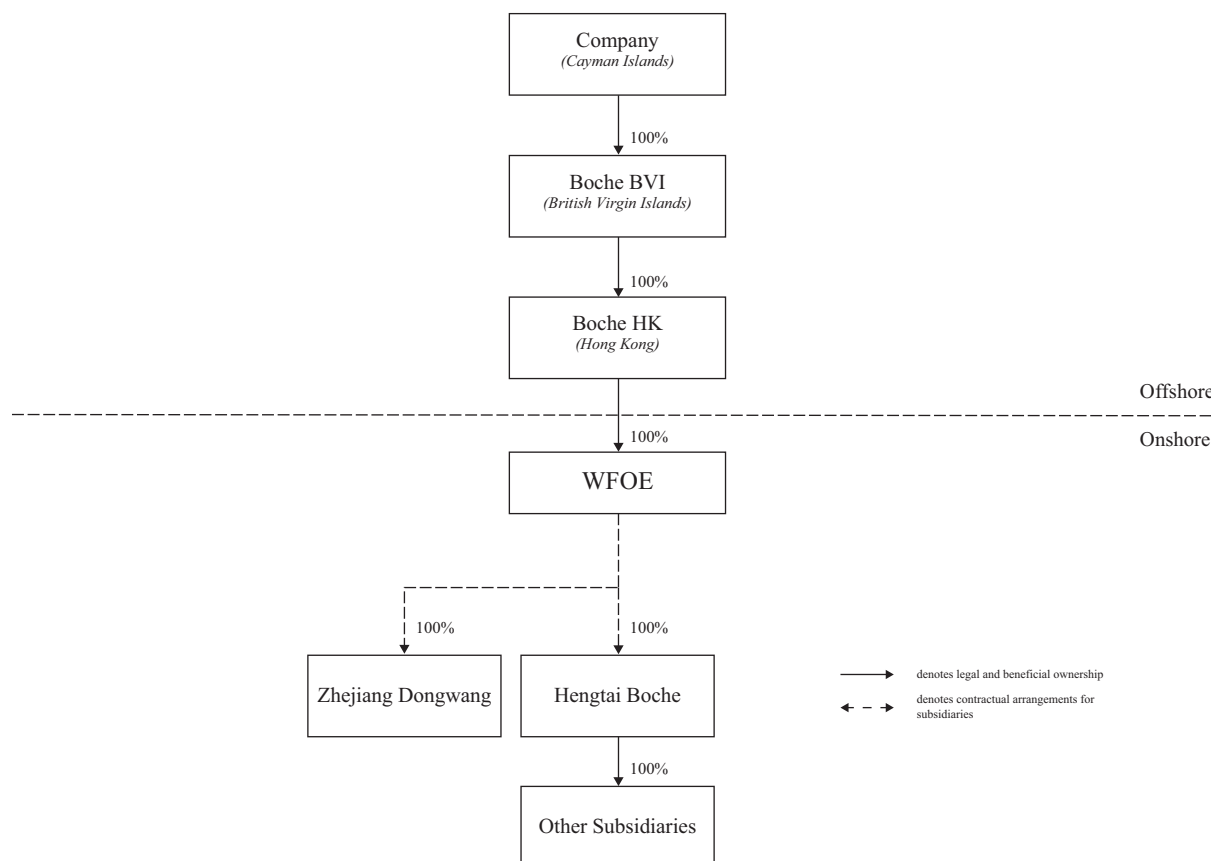 Company
(Cayman Islands)
100%
Boche BVI
(British Virgin Islands)
100%
Boche HK
(Hong Kong)
Offshore
100%
Onshore
WFOE
100%
100%
Zhejiang Dongwang
Hengtai Boche
denotes legal and beneficial ownership
denotes contractual arrangements for
subsidiaries
100%
Other Subsidiaries